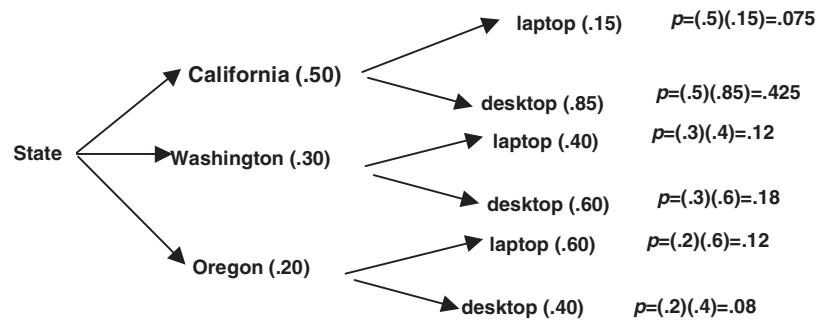 laptop (.15) p=(.5)(.15)=.075
California (.50)
desktop (.85) p=(.5)(.85)=.425
laptop (.40) p=(.3)(.4)=.12
State
Washington (.30)
desktop (.60) p=(.3)(.6)=.18
laptop (.60) p=(.2)(.6)=.12
Oregon (.20)
desktop (.40) p=(.2)(.4)=.08